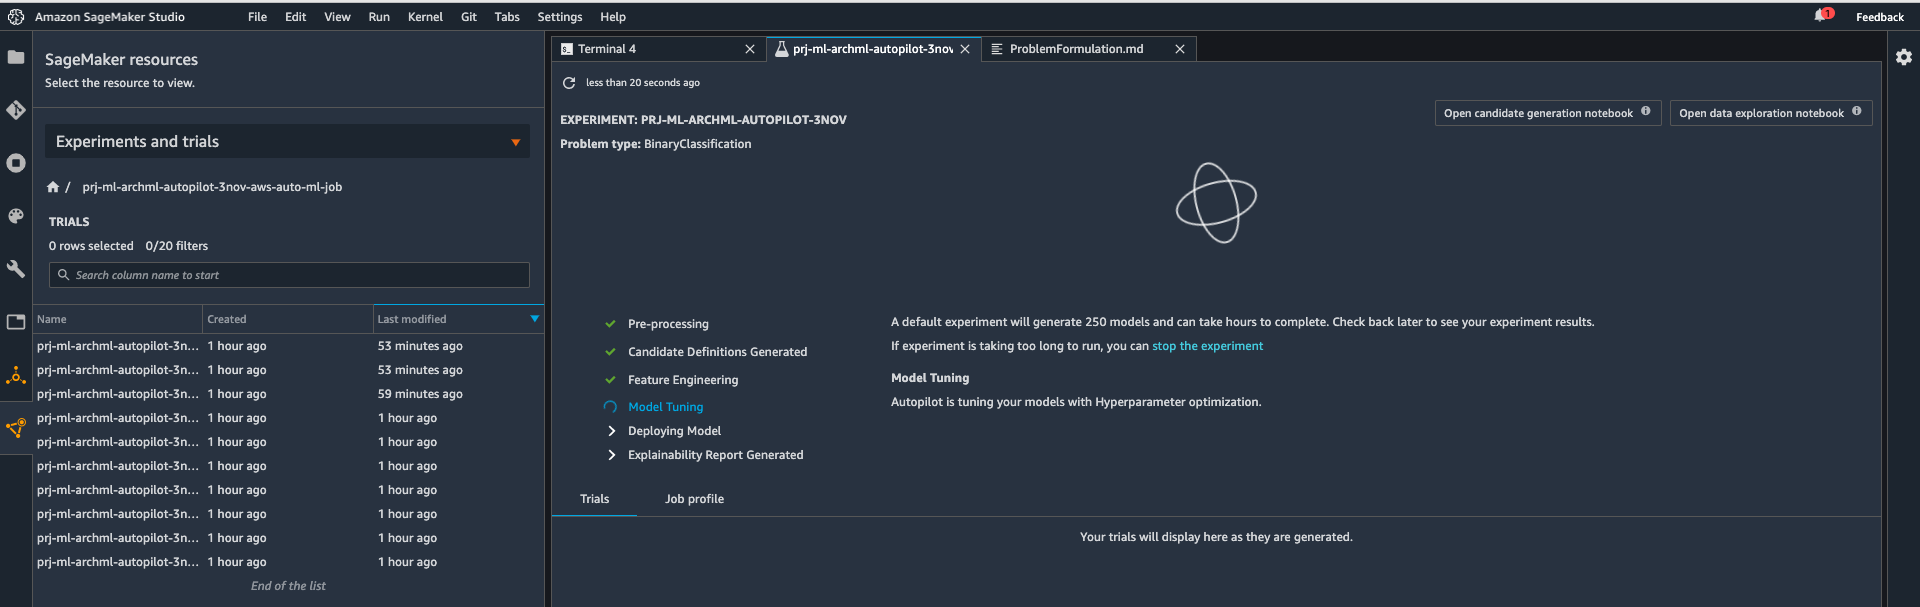 Amazon SageMaker Studio File Edit View Run Kernel Git Tabs Settings Help 1 Feedback
SageMaker resources
Select the resource to view.
Experiments and trials
/ prj-ml-archml-autopilot-3nov-aws-auto-ml-job
TRIALS
0 rows selected 0/20 filters
Search column name to start
Name Created Last modified
prj-ml-archml-autopilot-3n... 1 hour ago 53 minutes ago
prj-ml-archml-autopilot-3n... 1 hour ago 53 minutes ago
prj-ml-archml-autopilot-3n... 1 hour ago 59 minutes ago
prj-ml-archml-autopilot-3n... 1 hour ago 1 hour ago
prj-ml-archml-autopilot-3n... 1 hour ago 1 hour ago
prj-ml-archml-autopilot-3n... 1 hour ago 1 hour ago
prj-ml-archml-autopilot-3n... 1 hour ago 1 hour ago
prj-ml-archml-autopilot-3n... 1 hour ago 1 hour ago
prj-ml-archml-autopilot-3n... 1 hour ago 1 hour ago
prj-ml-archml-autopilot-3n... 1 hour ago 1 hour ago
End of the list
Terminal 4 prj-ml-archml-autopilot-3nov ProblemFormulation.md
less than 20 seconds ago
Open candidate generation notebook Open data exploration notebook
EXPERIMENT: PRJ-ML-ARCHML-AUTOPILOT-3NOV
Problem type: BinaryClassification
Pre-processing
Candidate Definitions Generated
Feature Engineering
Model Tuning
Deploying Model
Explainability Report Generated
A default experiment will generate 250 models and can take hours to complete. Check back later to see your experiment results.
If experiment is taking too long to run, you can stop the experiment
Model Tuning
Autopilot is tuning your models with Hyperparameter optimization.
Trials Job profile
Your trials will display here as they are generated.